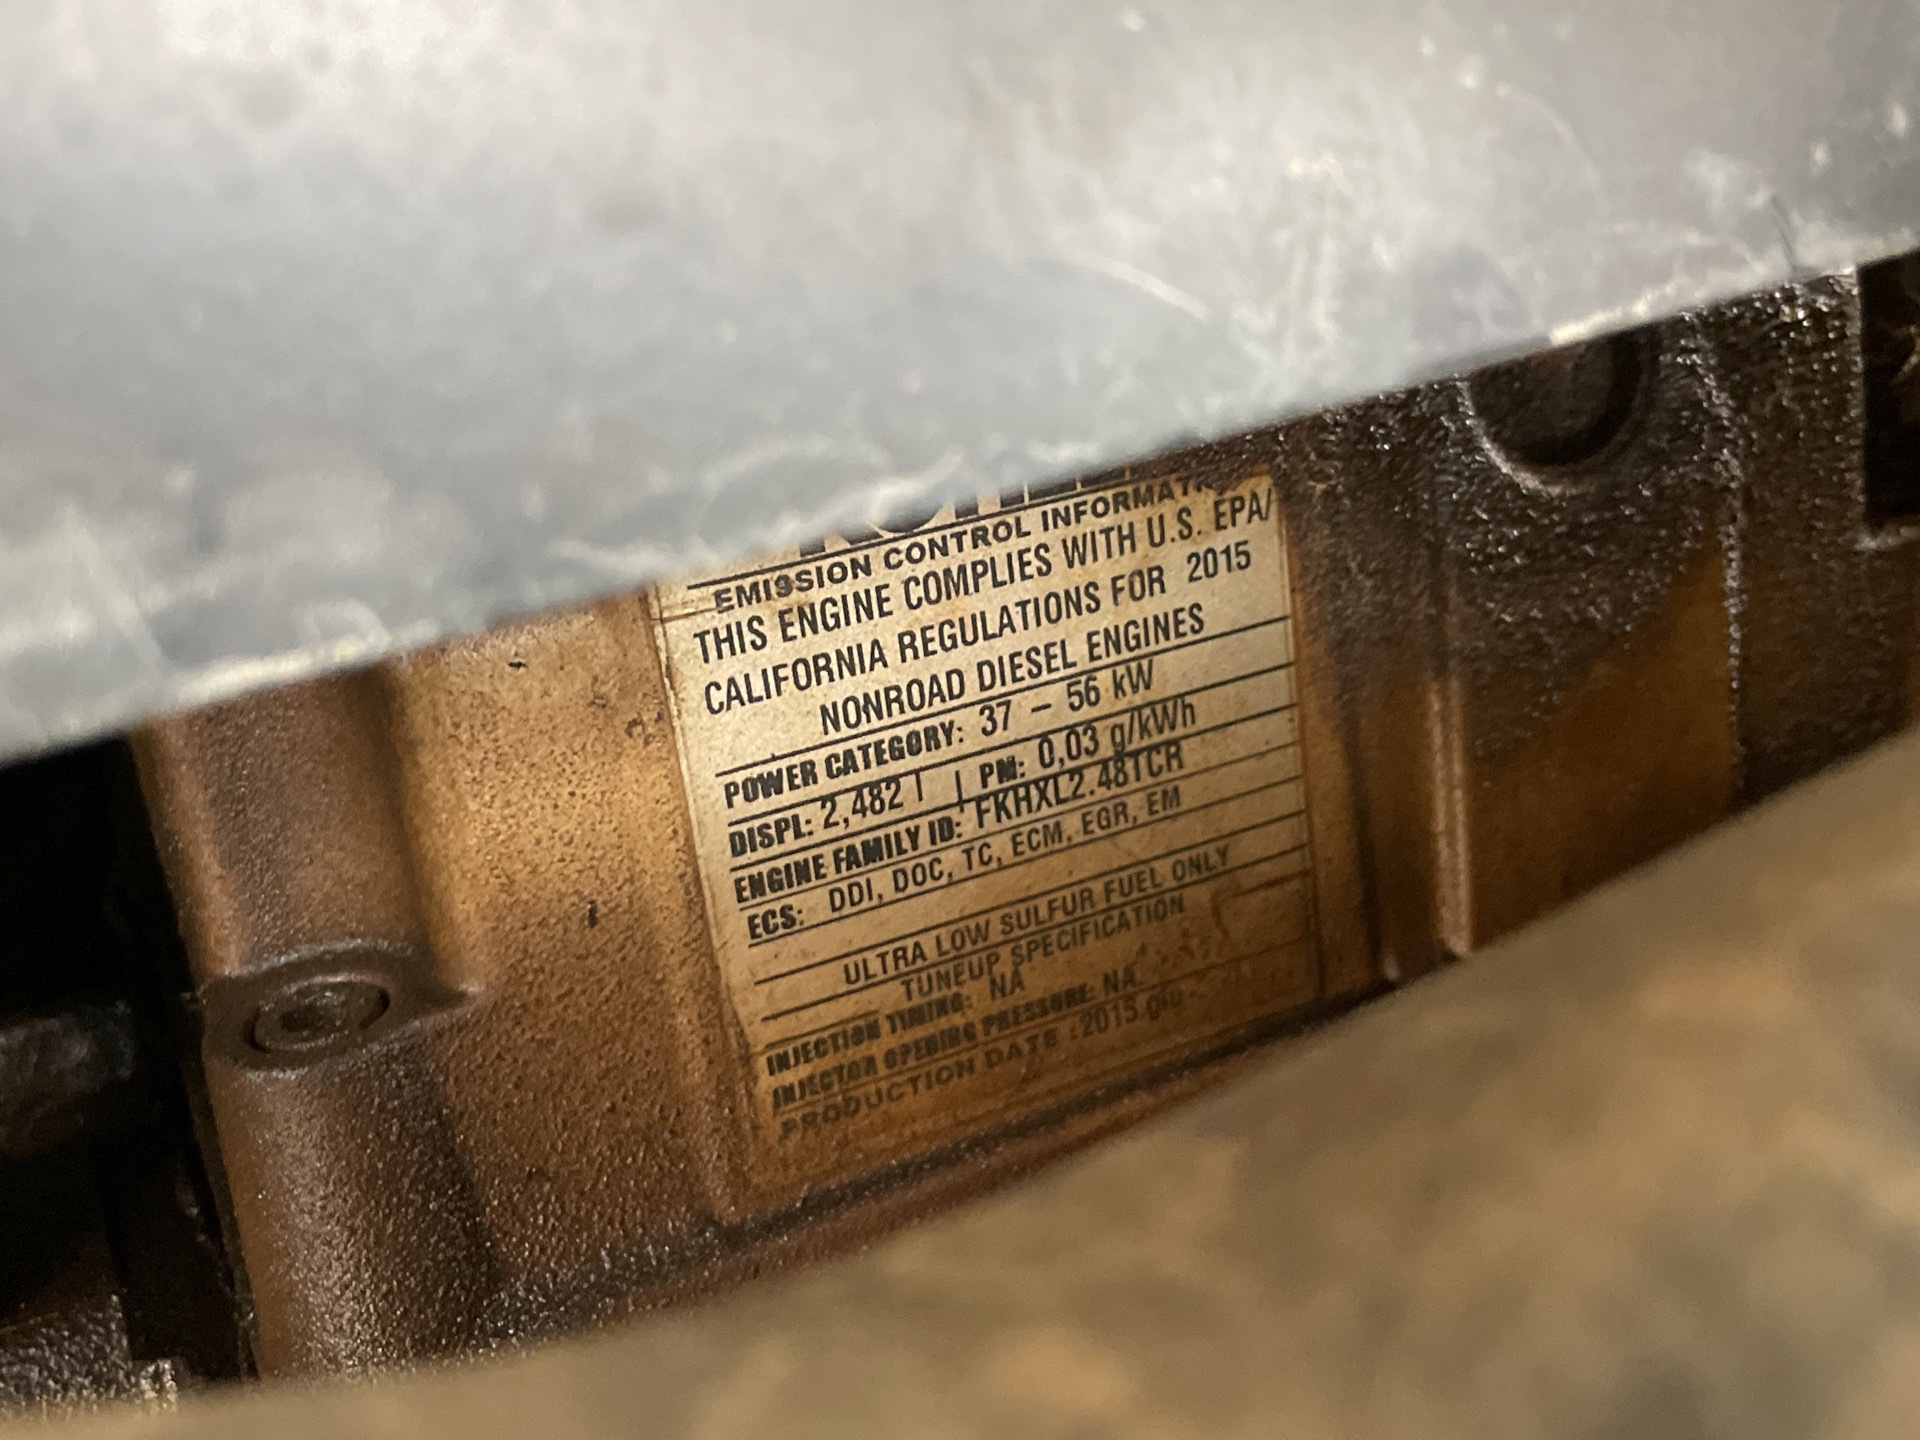 EMISSION CONTROL INFORMAT
THIS ENGINE COMPLIES WITH U.S. EPA/
CALIFORNIA REGULATIONS FOR 2015
NONROAD DIESEL ENGINES
POWER CATEGORY: 37 – 56 kW
DISPL: 2,482 l | PM: 0,03 g/kWh
ENGINE FAMILY ID: FKHXL2.48TCR
ECS: DDI, DOC, TC, ECM, EGR, EM
ULTRA LOW SULFUR FUEL ONLY
TUNEUP SPECIFICATION
INJECTION TIMING: NA
INJECTOR OPENING PRESSURE: NA
PRODUCTION DATE : 2015